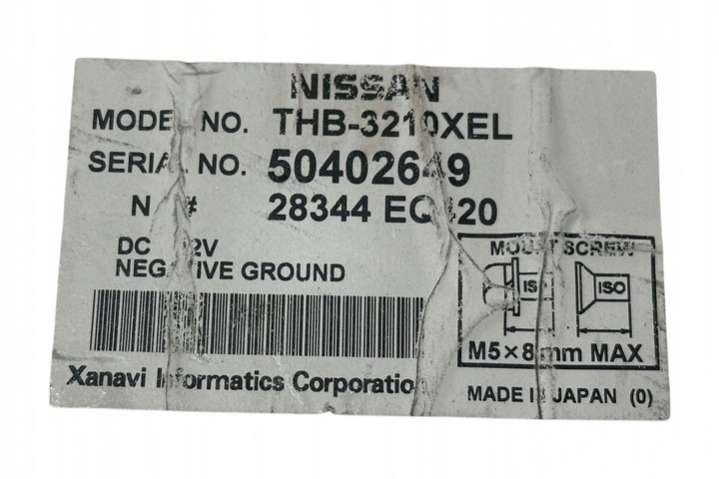 NISSAN
MODEL NO. THB-3210XEL
SERIAL NO. 50402649
28344
DC 12V
NEGATIVE GROUND
MOUNT SCREW
ISO ISO
M5×8mm MAX
Xanavi Informatics Corporation
MADE IN JAPAN (0)